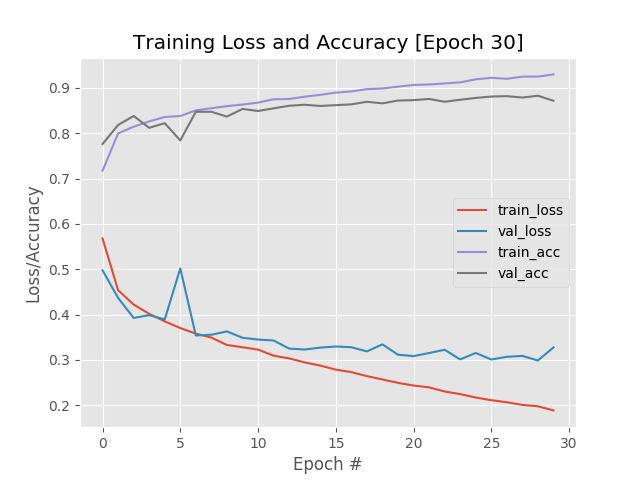 Training Loss and Accuracy [Epoch 30]
Loss/Accuracy
0.9
0.8
0.7
0.6
0.5
0.4
0.3
0.2
train_loss
val_loss
train_acc
val_acc
0 5 10 15 20 25 30
Epoch #